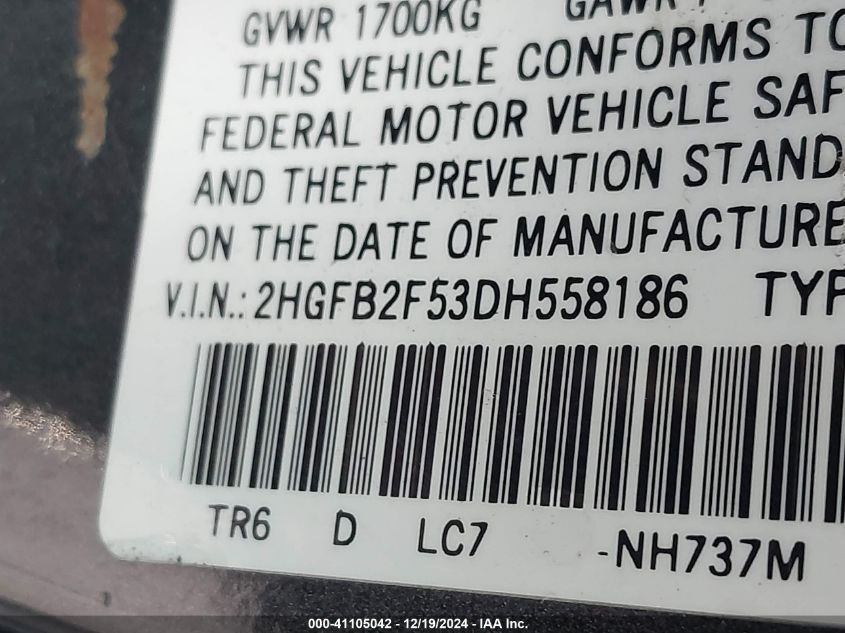 GVWR 1700KG GAWR
THIS VEHICLE CONFORMS TO
FEDERAL MOTOR VEHICLE SAF
AND THEFT PREVENTION STAND
ON THE DATE OF MANUFACTURE
V.I.N.: 2HGFB2F53DH558186 TYP
TR6 D LC7 -NH737M
000-41105042 - 12/19/2024 - IAA Inc.